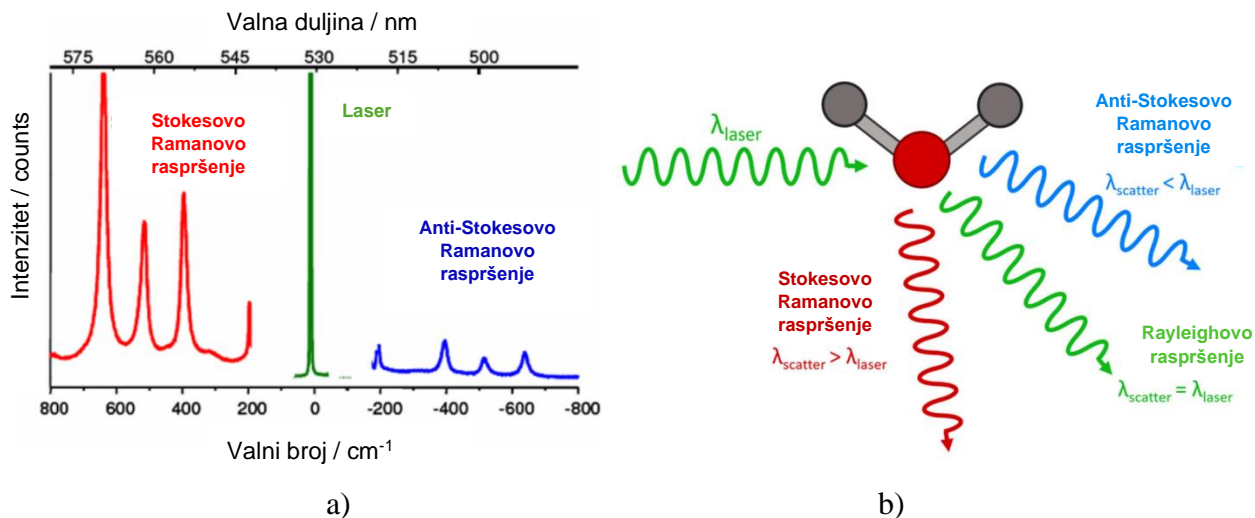 Valna duljina / nm
575 560 545 530 515 500
Intenzitet / counts
Stokesovo
Ramanovo
raspršenje
Laser
Anti-Stokesovo
Ramanovo
raspršenje
800 600 400 200 0 -200 -400 -600 -800
Valni broj / cm⁻¹
a)
λlaser
Anti-Stokesovo
Ramanovo
raspršenje
λscatter < λlaser
Stokesovo
Ramanovo
raspršenje
λscatter > λlaser
Rayleighovo
raspršenje
λscatter = λlaser
b)